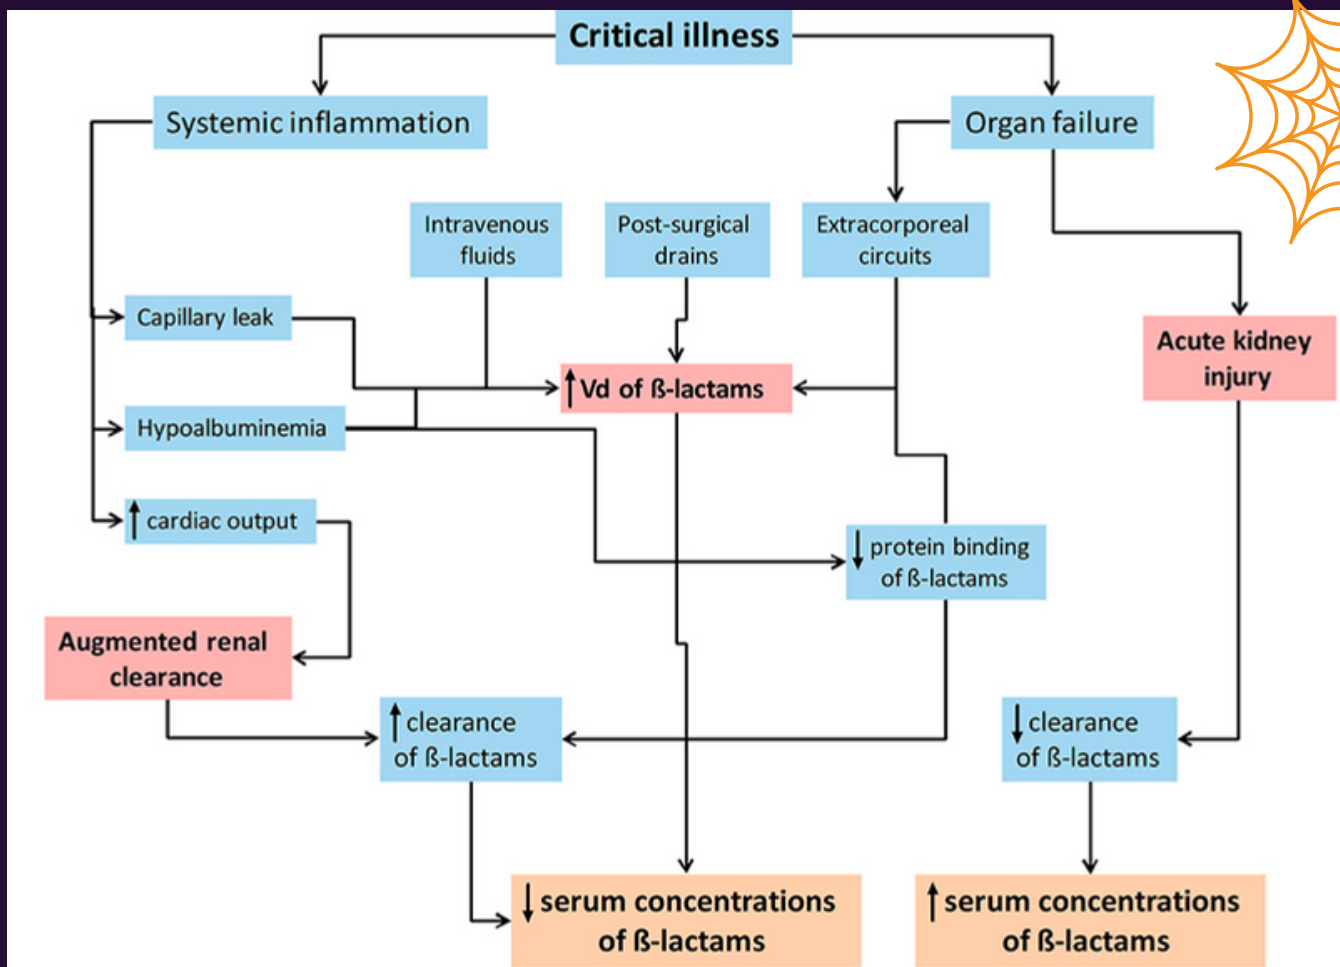 Critical illness
Systemic inflammation
Organ failure
Intravenous
fluids
Post-surgical
drains
Extracorporeal
circuits
Capillary leak
Acute kidney
injury
↑ Vd of ß-lactams
Hypoalbuminemia
↑ cardiac output
↓ protein binding
of ß-lactams
Augmented renal
clearance
↑ clearance
of ß-lactams
↓ clearance
of ß-lactams
↓ serum concentrations
of ß-lactams
↑ serum concentrations
of ß-lactams